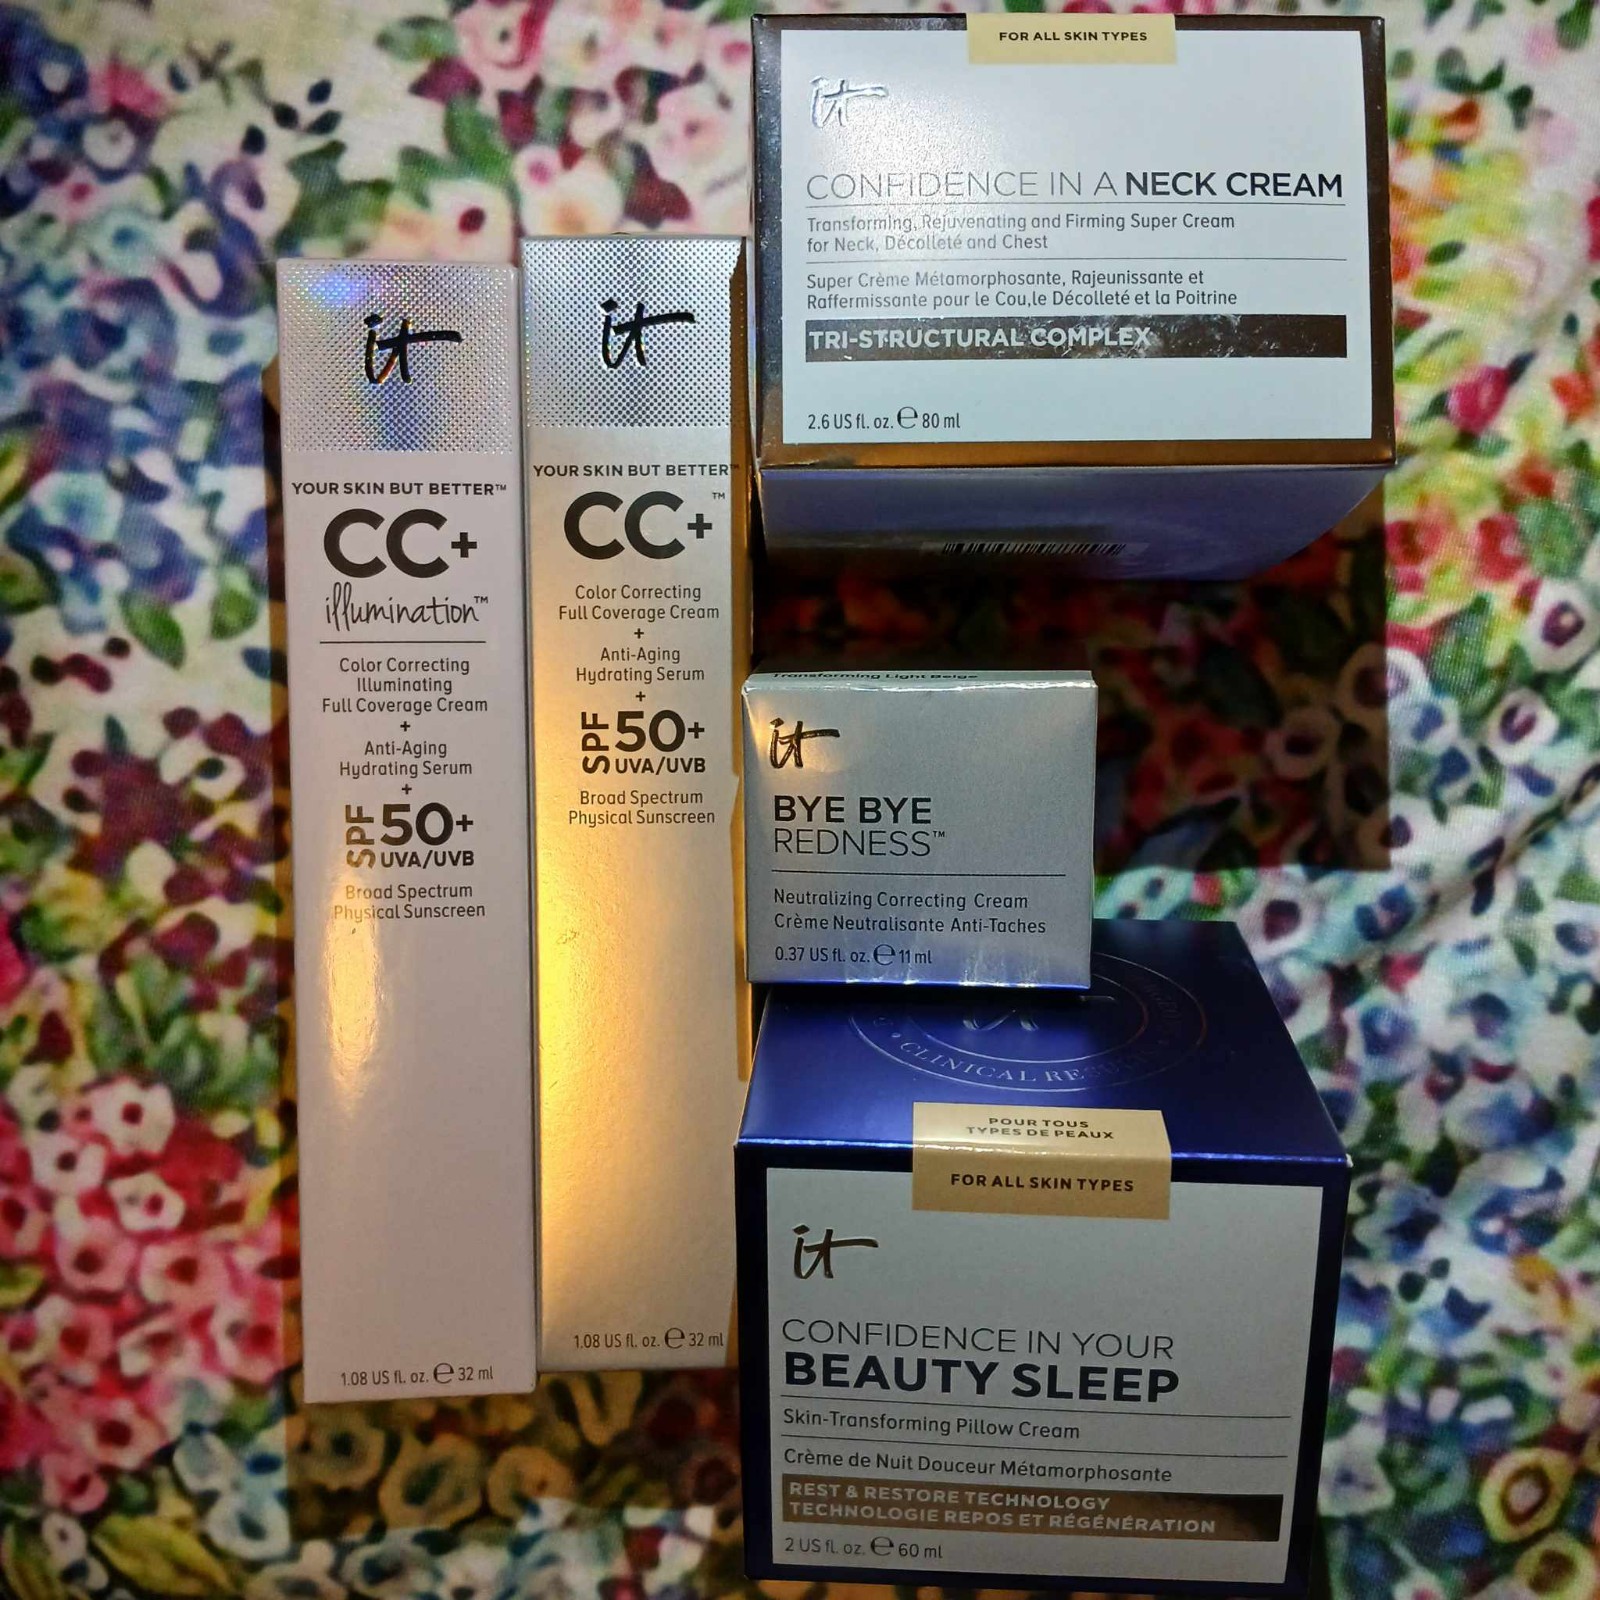 it
YOUR SKIN BUT BETTER™
CC+
illumination™
Color Correcting
Illuminating
Full Coverage Cream
+
Anti-Aging
Hydrating Serum
+
SPF 50+
UVA/UVB
Broad Spectrum
Physical Sunscreen
1.08 US fl. oz. ℮ 32 ml
it
YOUR SKIN BUT BETTER™
CC+™
Color Correcting
Full Coverage Cream
+
Anti-Aging
Hydrating Serum
+
SPF 50+
UVA/UVB
Broad Spectrum
Physical Sunscreen
1.08 US fl. oz. ℮ 32 ml
FOR ALL SKIN TYPES
it
CONFIDENCE IN A NECK CREAM
Transforming, Rejuvenating and Firming Super Cream
for Neck, Décolleté and Chest
Super Crème Métamorphosante, Rajeunissante et
Raffermissante pour le Cou,le Décolleté et la Poitrine
TRI-STRUCTURAL COMPLEX
2.6 US fl. oz. ℮ 80 ml
Transforming Light Beige
it
BYE BYE
REDNESS™
Neutralizing Correcting Cream
Crème Neutralisante Anti-Taches
0.37 US fl. oz. ℮ 11 ml
CLINICAL
POUR TOUS
TYPES DE PEAUX
FOR ALL SKIN TYPES
it
CONFIDENCE IN YOUR
BEAUTY SLEEP
Skin-Transforming Pillow Cream
Crème de Nuit Douceur Métamorphosante
REST & RESTORE TECHNOLOGY
TECHNOLOGIE REPOS ET RÉGÉNÉRATION
2 US fl. oz. ℮ 60 ml